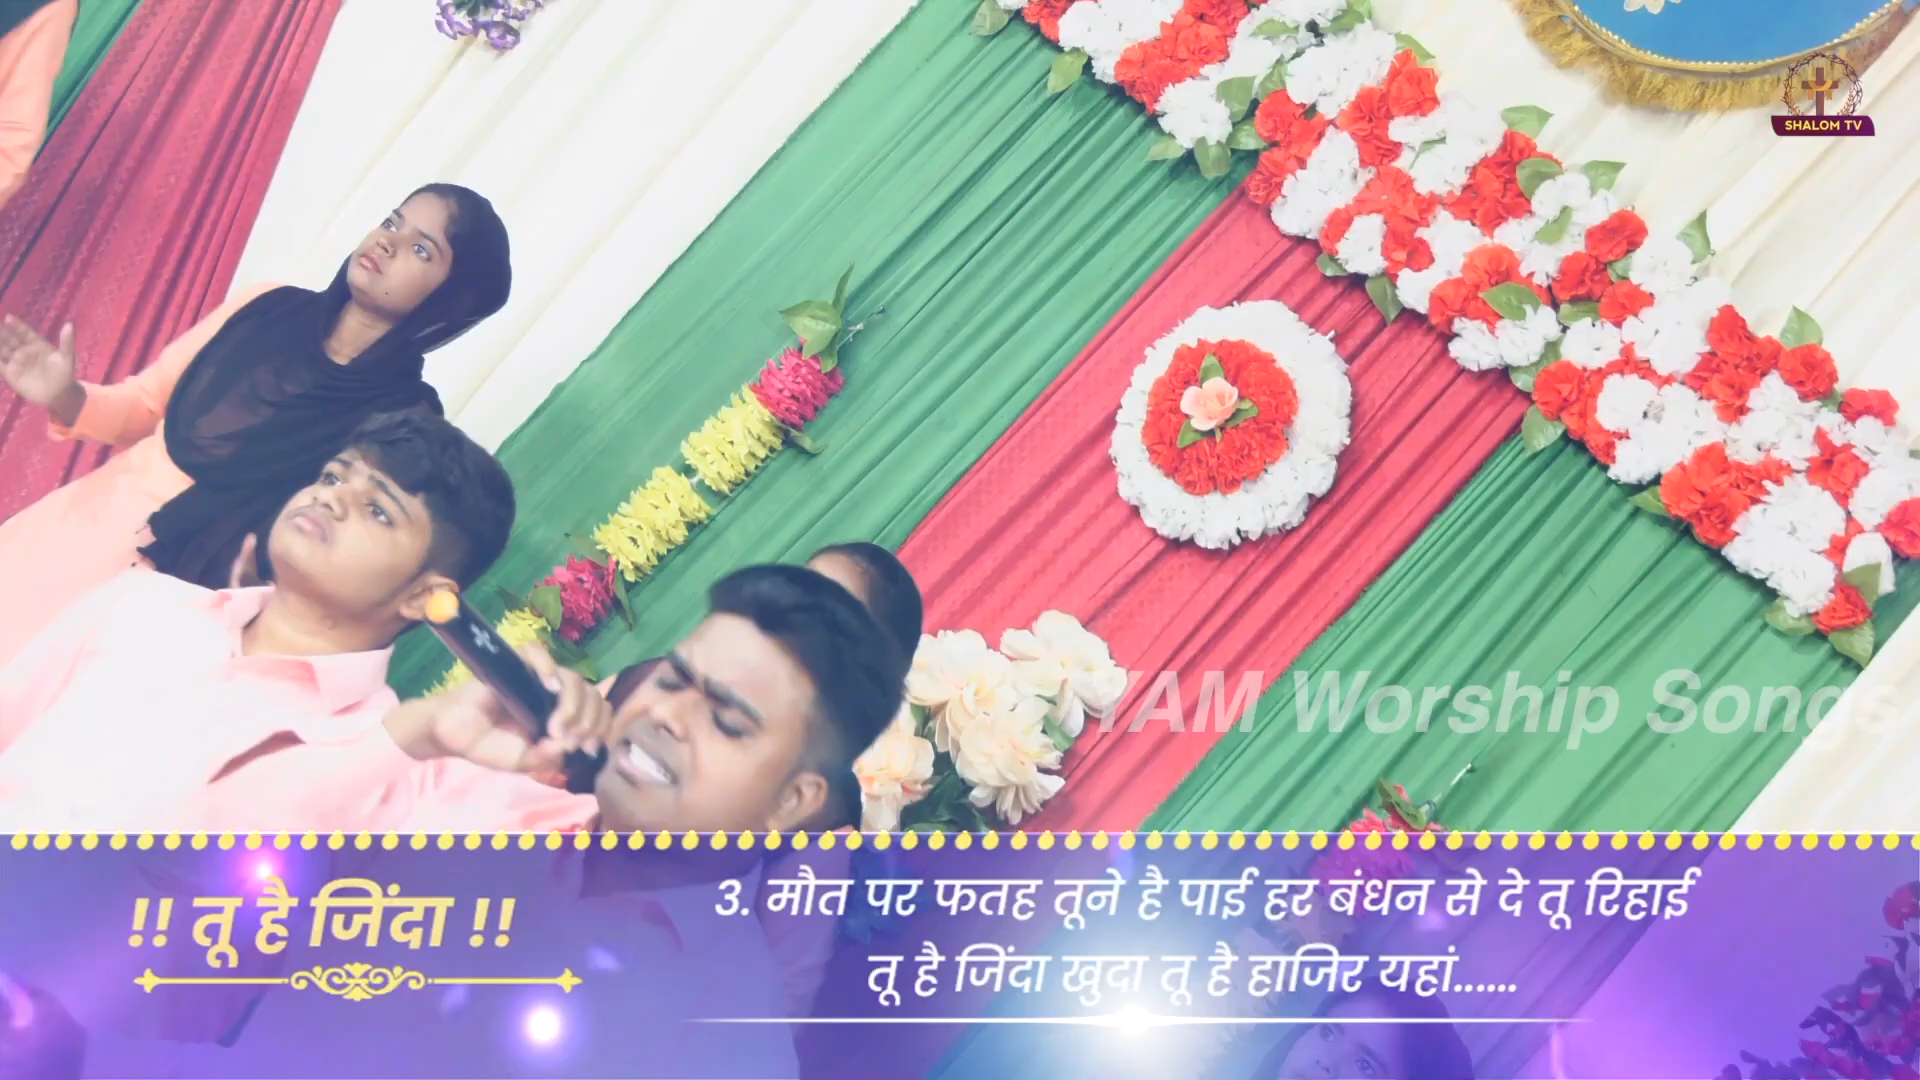 SHALOM TV
YAM Worship Songs
!! तू है जिंदा !!
3. मौत पर फतह तूने है पाई हर बंधन से दे तू रिहाई
तू है जिंदा खुदा तू है हाजिर यहां......